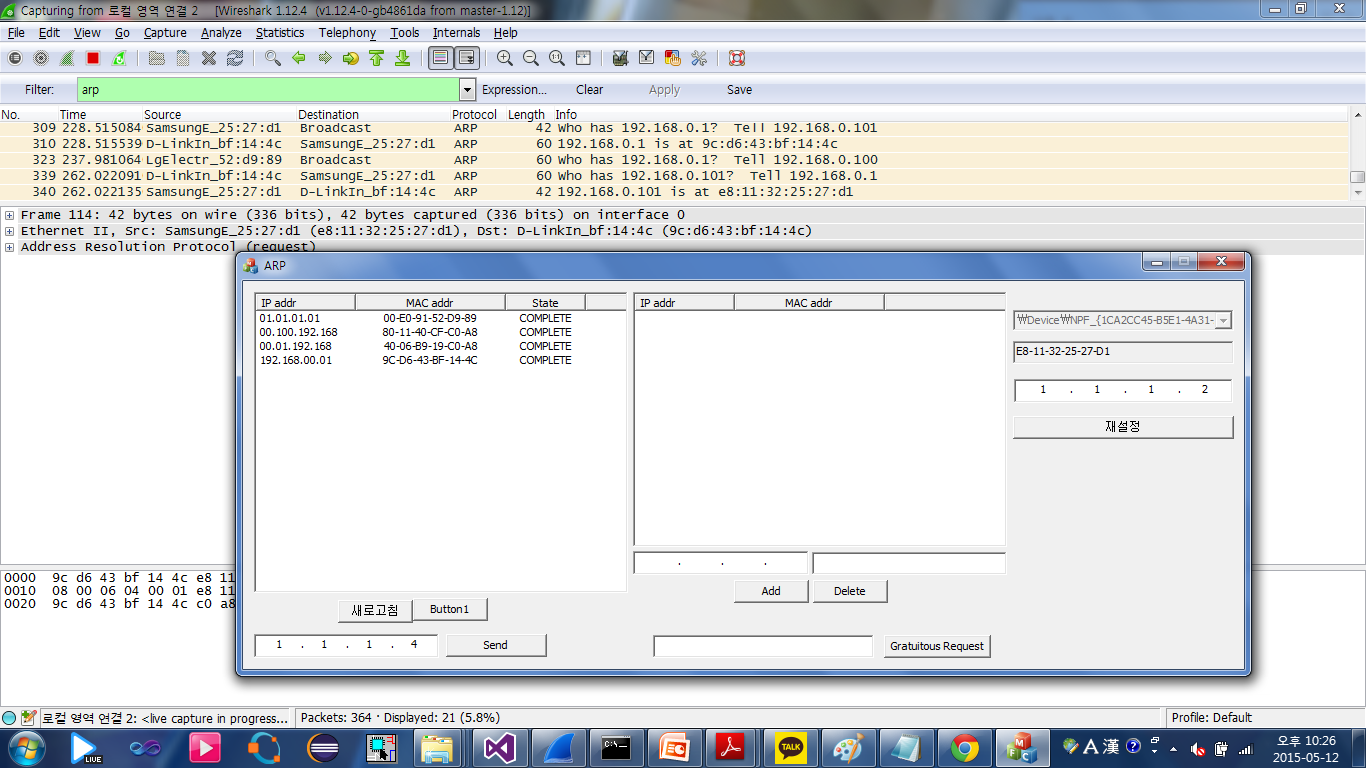 Capturing from 로컬 영역 연결 2 [Wireshark 1.12.4 (v1.12.4-0-gb4861da from master-1.12)]
File Edit View Go Capture Analyze Statistics Telephony Tools Internals Help
Filter: arp Expression... Clear Apply Save
No. Time Source Destination Protocol Length Info
309 228.515084 SamsungE_25:27:d1 Broadcast ARP 42 Who has 192.168.0.1? Tell 192.168.0.101
310 228.515539 D-LinkIn_bf:14:4c SamsungE_25:27:d1 ARP 60 192.168.0.1 is at 9c:d6:43:bf:14:4c
323 237.981064 LgElectr_52:d9:89 Broadcast ARP 60 Who has 192.168.0.1? Tell 192.168.0.100
339 262.022091 D-LinkIn_bf:14:4c SamsungE_25:27:d1 ARP 60 Who has 192.168.0.101? Tell 192.168.0.1
340 262.022135 SamsungE_25:27:d1 D-LinkIn_bf:14:4c ARP 42 192.168.0.101 is at e8:11:32:25:27:d1
Frame 114: 42 bytes on wire (336 bits), 42 bytes captured (336 bits) on interface 0
Ethernet II, Src: SamsungE_25:27:d1 (e8:11:32:25:27:d1), Dst: D-LinkIn_bf:14:4c (9c:d6:43:bf:14:4c)
Address Resolution Protocol (request)
ARP
IP addr MAC addr State
01.01.01.01 00-E0-91-52-D9-89 COMPLETE
00.100.192.168 80-11-40-CF-C0-A8 COMPLETE
00.01.192.168 40-06-B9-19-C0-A8 COMPLETE
192.168.00.01 9C-D6-43-BF-14-4C COMPLETE
새로고침 Button1
1 . 1 . 1 . 4 Send
IP addr MAC addr
. . .
Add Delete
Gratuitous Request
₩Device₩NPF_{1CA2CC45-B5E1-4A31-
E8-11-32-25-27-D1
1 . 1 . 1 . 2
재설정
0000 9c d6 43 bf 14 4c e8 11
0010 08 00 06 04 00 01 e8 11
0020 9c d6 43 bf 14 4c c0 a8
로컬 영역 연결 2: <live capture in progress... Packets: 364 · Displayed: 21 (5.8%) Profile: Default
LIVE
C:\_
TALK
MFC
A 漢
오후 10:26
2015-05-12